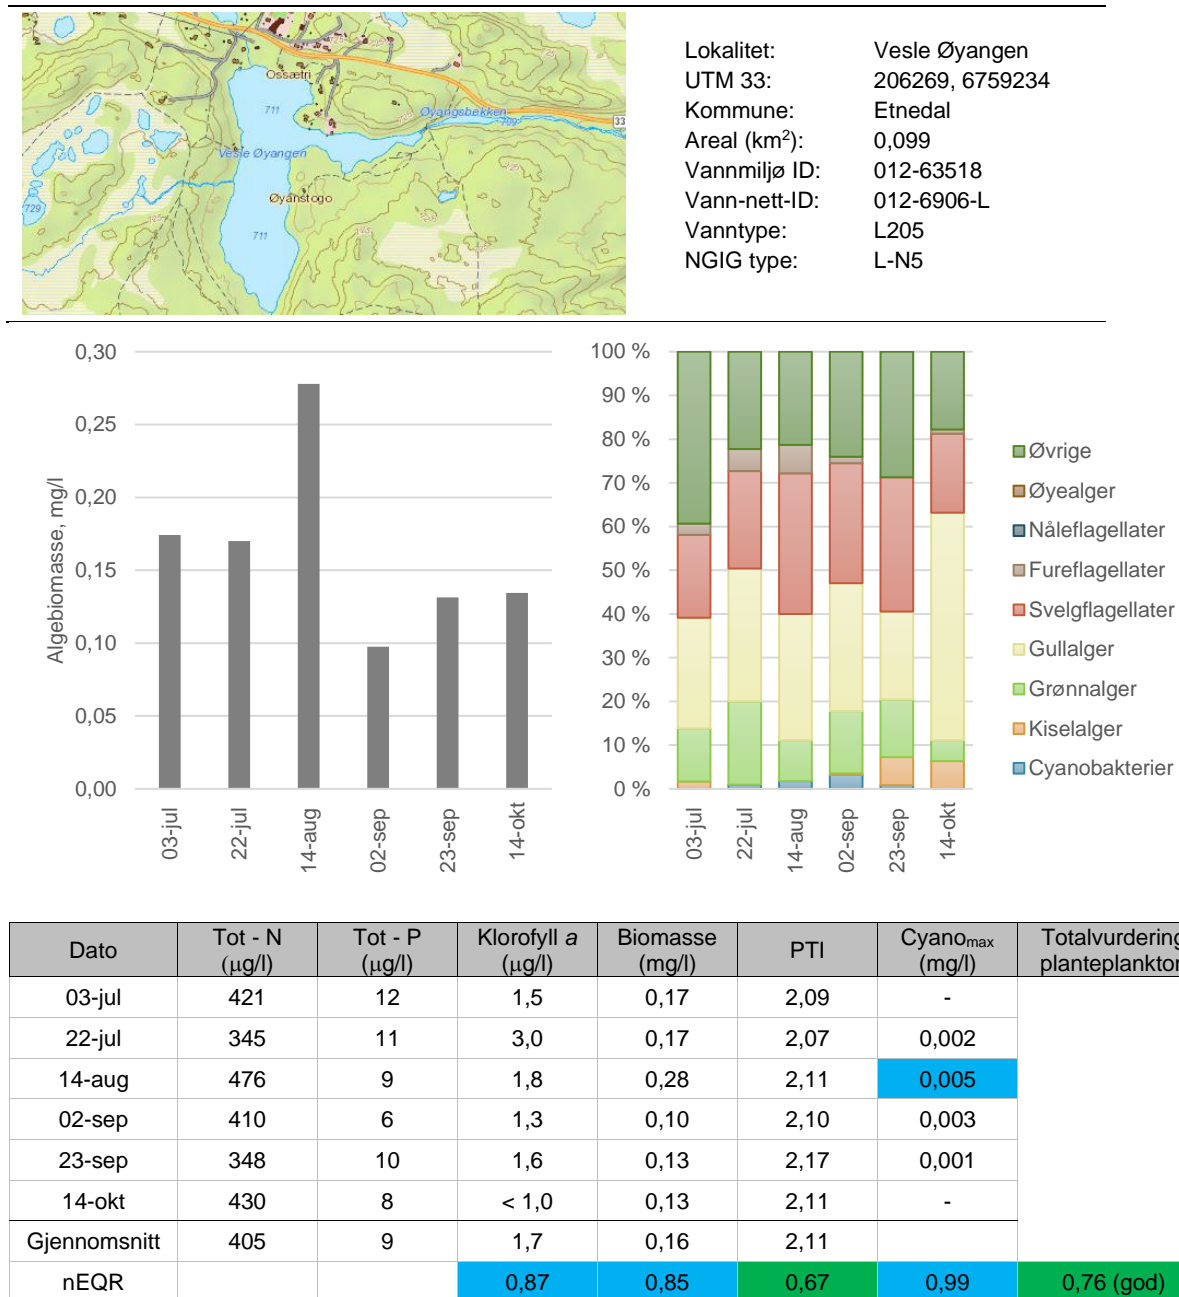 Ossætri
711
Øyangsbekken
709
33
Vesle Øyangen
725
Øyanstogo
729
725
711
Lokalitet: Vesle Øyangen
UTM 33: 206269, 6759234
Kommune: Etnedal
Areal (km²): 0,099
Vannmiljø ID: 012-63518
Vann-nett-ID: 012-6906-L
Vanntype: L205
NGIG type: L-N5
Algebiomasse, mg/l
0,30
0,25
0,20
0,15
0,10
0,05
0,00
03-jul 22-jul 14-aug 02-sep 23-sep 14-okt
100 %
90 %
80 %
70 %
60 %
50 %
40 %
30 %
20 %
10 %
0 %
03-jul 22-jul 14-aug 02-sep 23-sep 14-okt
Øvrige
Øyealger
Nåleflagellater
Fureflagellater
Svelgflagellater
Gullalger
Grønnalger
Kiselalger
Cyanobakterier
Dato Tot - N (µg/l) Tot - P (µg/l) Klorofyll a (µg/l) Biomasse (mg/l) PTI Cyanomax (mg/l) Totalvurdering planteplankton
03-jul 421 12 1,5 0,17 2,09 -
22-jul 345 11 3,0 0,17 2,07 0,002
14-aug 476 9 1,8 0,28 2,11 0,005
02-sep 410 6 1,3 0,10 2,10 0,003
23-sep 348 10 1,6 0,13 2,17 0,001
14-okt 430 8 < 1,0 0,13 2,11 -
Gjennomsnitt 405 9 1,7 0,16 2,11
nEQR 0,87 0,85 0,67 0,99 0,76 (god)